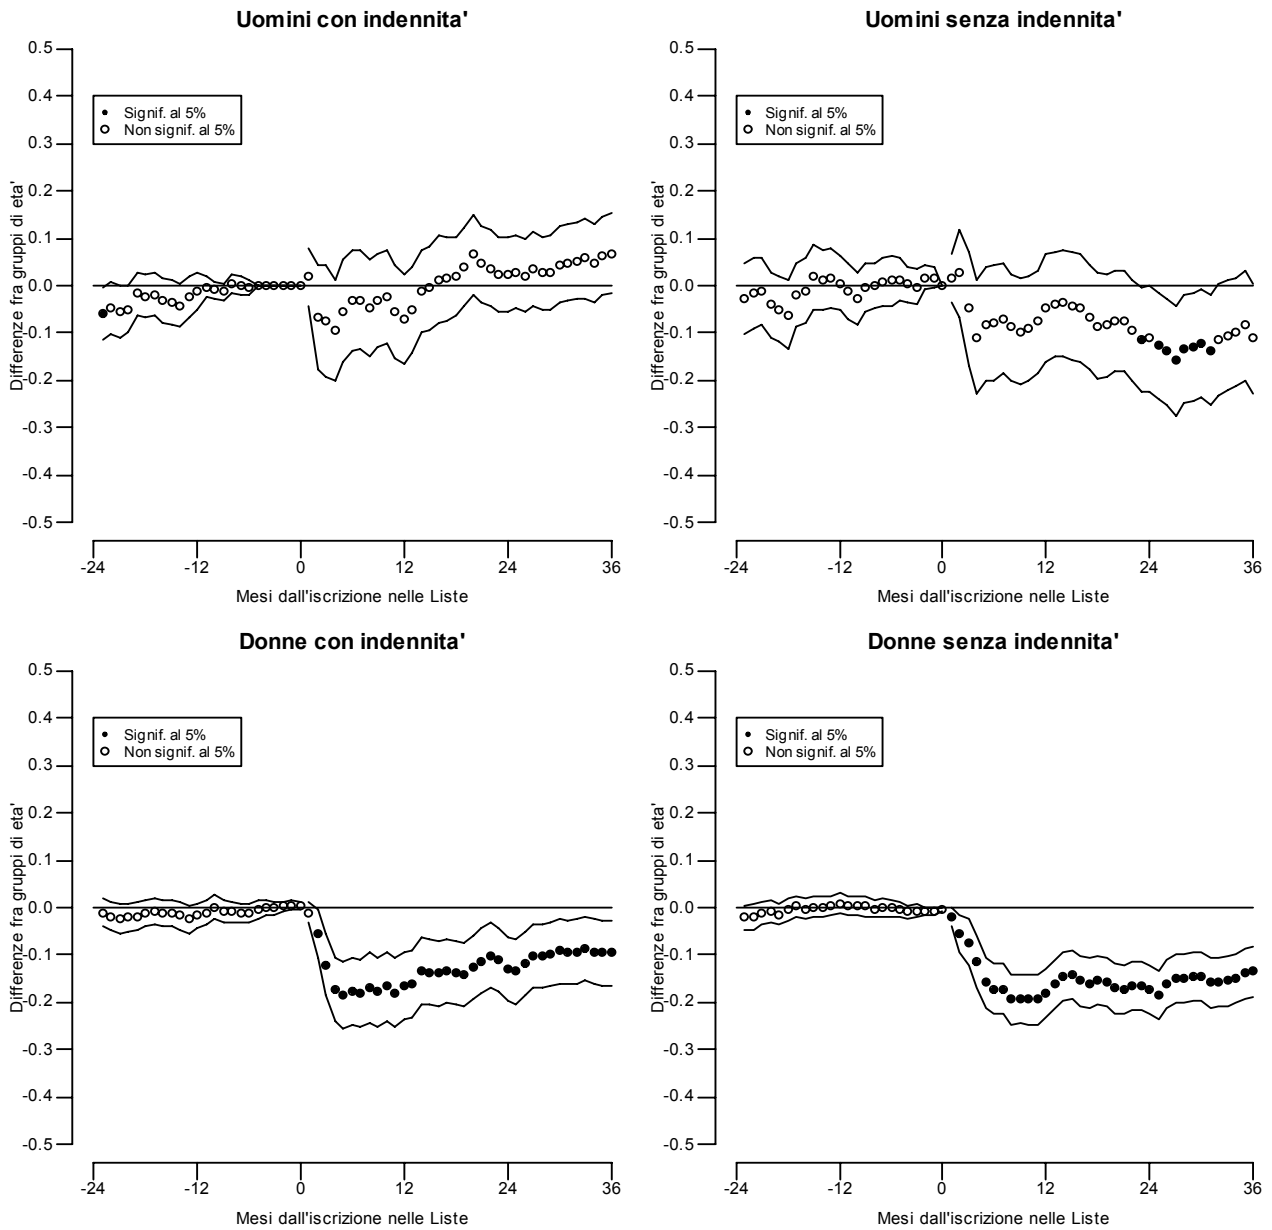 Uomini con indennita'
Differenze fra gruppi di eta'
0.5
0.4
0.3
0.2
0.1
0.0
-0.1
-0.2
-0.3
-0.4
-0.5
Signif. al 5%
Non signif. al 5%
-24 -12 0 12 24 36
Mesi dall'iscrizione nelle Liste
Uomini senza indennita'
Differenze fra gruppi di eta'
0.5
0.4
0.3
0.2
0.1
0.0
-0.1
-0.2
-0.3
-0.4
-0.5
Signif. al 5%
Non signif. al 5%
-24 -12 0 12 24 36
Mesi dall'iscrizione nelle Liste
Donne con indennita'
Differenze fra gruppi di eta'
0.5
0.4
0.3
0.2
0.1
0.0
-0.1
-0.2
-0.3
-0.4
-0.5
Signif. al 5%
Non signif. al 5%
-24 -12 0 12 24 36
Mesi dall'iscrizione nelle Liste
Donne senza indennita'
Differenze fra gruppi di eta'
0.5
0.4
0.3
0.2
0.1
0.0
-0.1
-0.2
-0.3
-0.4
-0.5
Signif. al 5%
Non signif. al 5%
-24 -12 0 12 24 36
Mesi dall'iscrizione nelle Liste